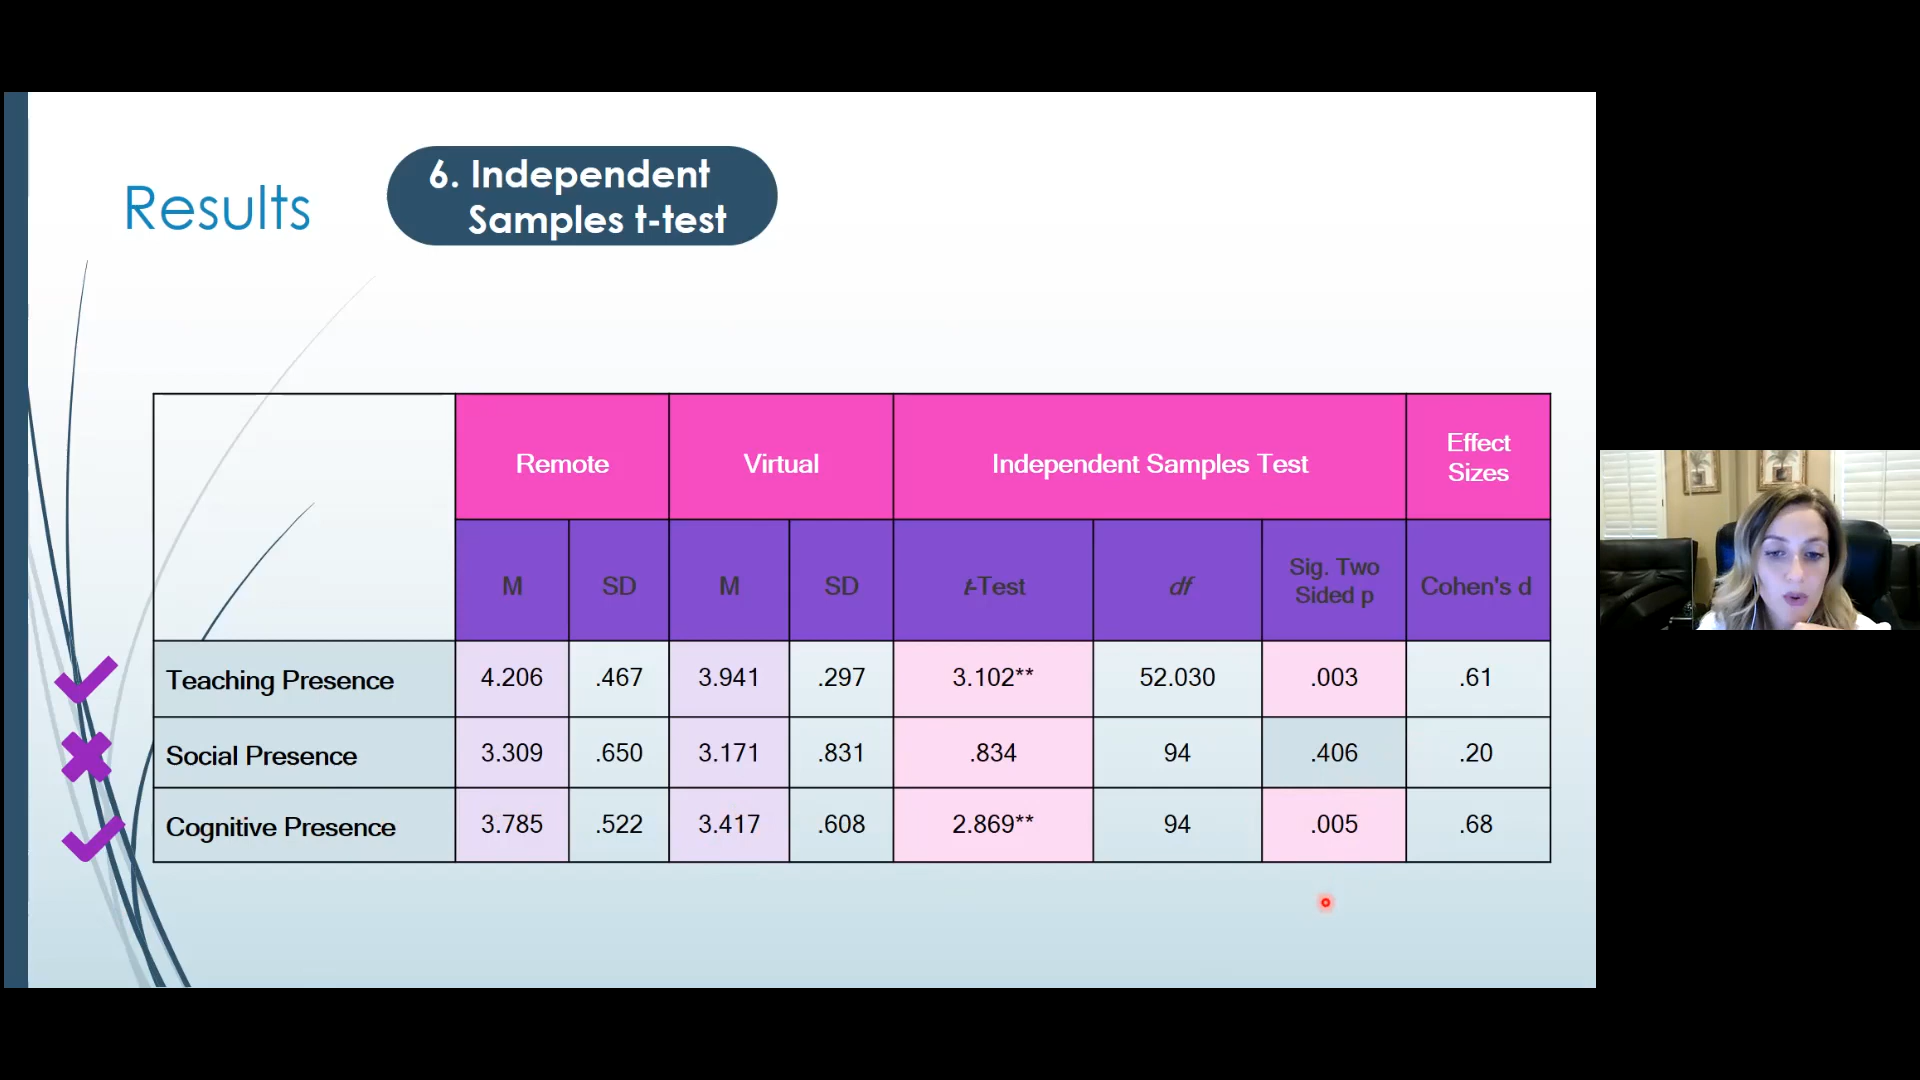 Results
6. Independent
Samples t-test
Remote
Virtual
Independent Samples Test
Effect
Sizes
M
SD
M
SD
t-Test
df
Sig. Two
Sided p
Cohen's d
Teaching Presence 4.206 .467 3.941 .297 3.102** 52.030 .003 .61
Social Presence 3.309 .650 3.171 .831 .834 94 .406 .20
Cognitive Presence 3.785 .522 3.417 .608 2.869** 94 .005 .68